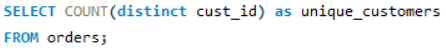 SELECT COUNT(distinct cust_id) as unique_customers
FROM orders;